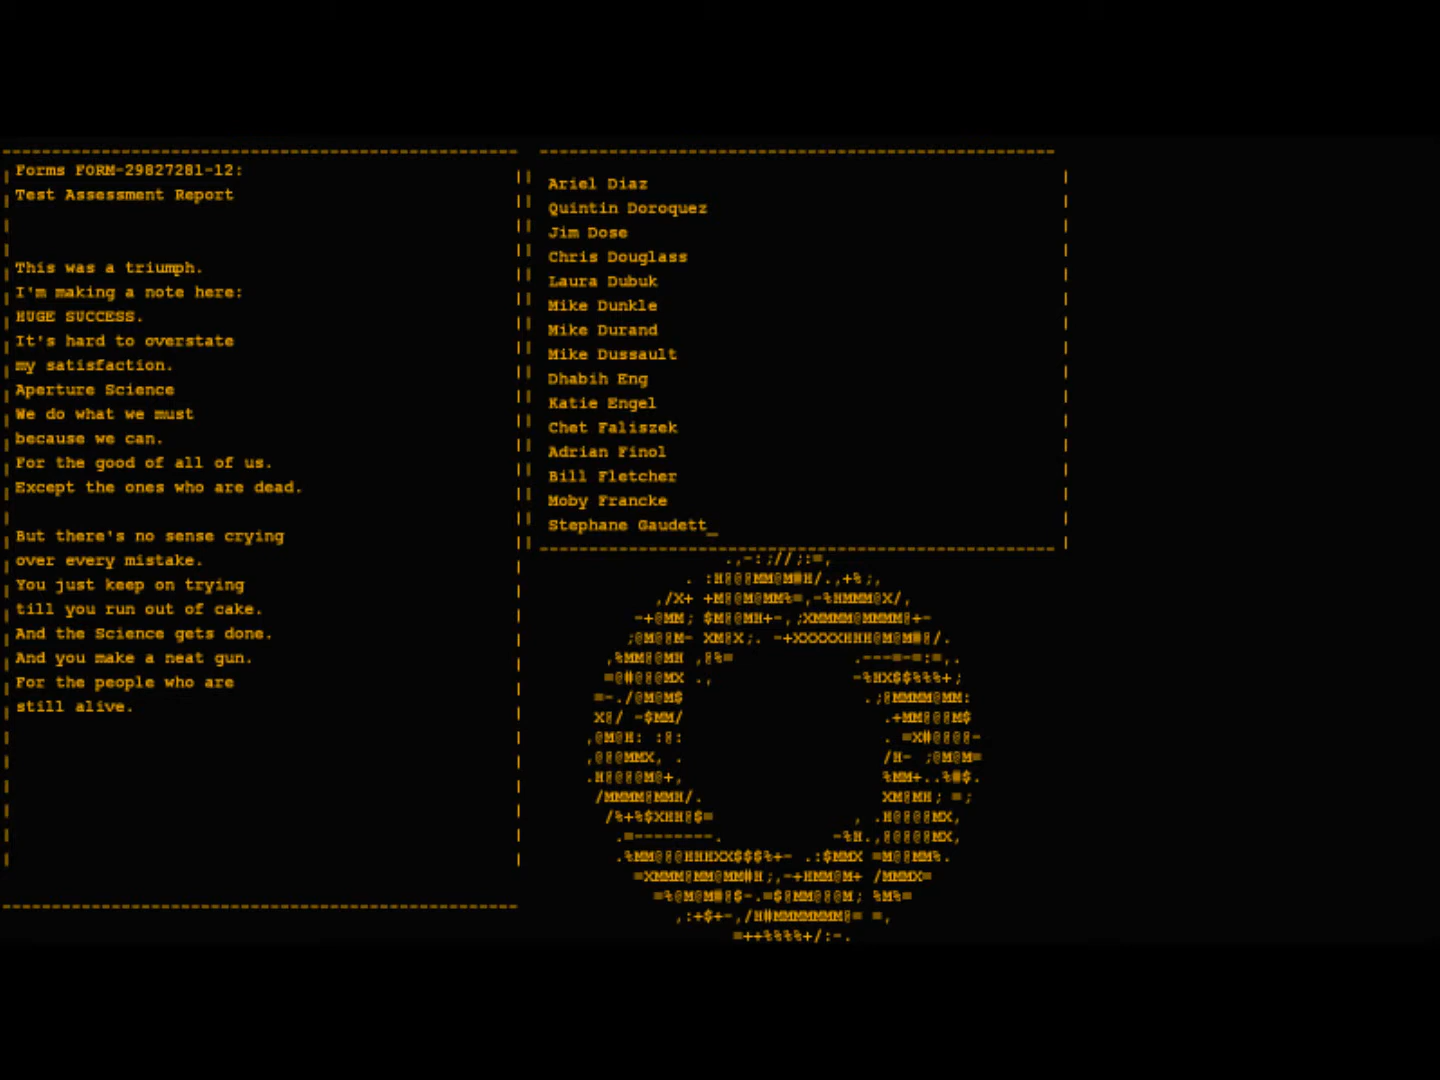 Forms FORM-29827281-12:
Test Assessment Report
This was a triumph.
I'm making a note here:
HUGE SUCCESS.
It's hard to overstate
my satisfaction.
Aperture Science
We do what we must
because we can.
For the good of all of us.
Except the ones who are dead.
But there's no sense crying
over every mistake.
You just keep on trying
till you run out of cake.
And the Science gets done.
And you make a neat gun.
For the people who are
still alive.
Ariel Diaz
Quintin Doroquez
Jim Dose
Chris Douglass
Laura Dubuk
Mike Dunkle
Mike Durand
Mike Dussault
Dhabih Eng
Katie Engel
Chet Faliszek
Adrian Finol
Bill Fletcher
Moby Francke
Stephane Gaudett_